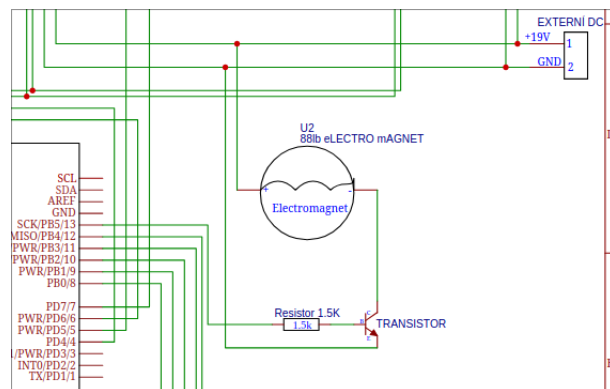 EXTERNÍ DC
+19V
1
GND
2
U2
88lb eLECTRO mAGNET
+
-
Electromagnet
SCL
SDA
AREF
GND
SCK/PB5/13
MISO/PB4/12
PWR/PB3/11
PWR/PB2/10
PWR/PB1/9
PB0/8
PD7/7
PWR/PD6/6
PWR/PD5/5
PD4/4
1/PWR/PD3/3
INT0/PD2/2
TX/PD1/1
Resistor 1.5K
1.5k
C
B
E
TRANSISTOR